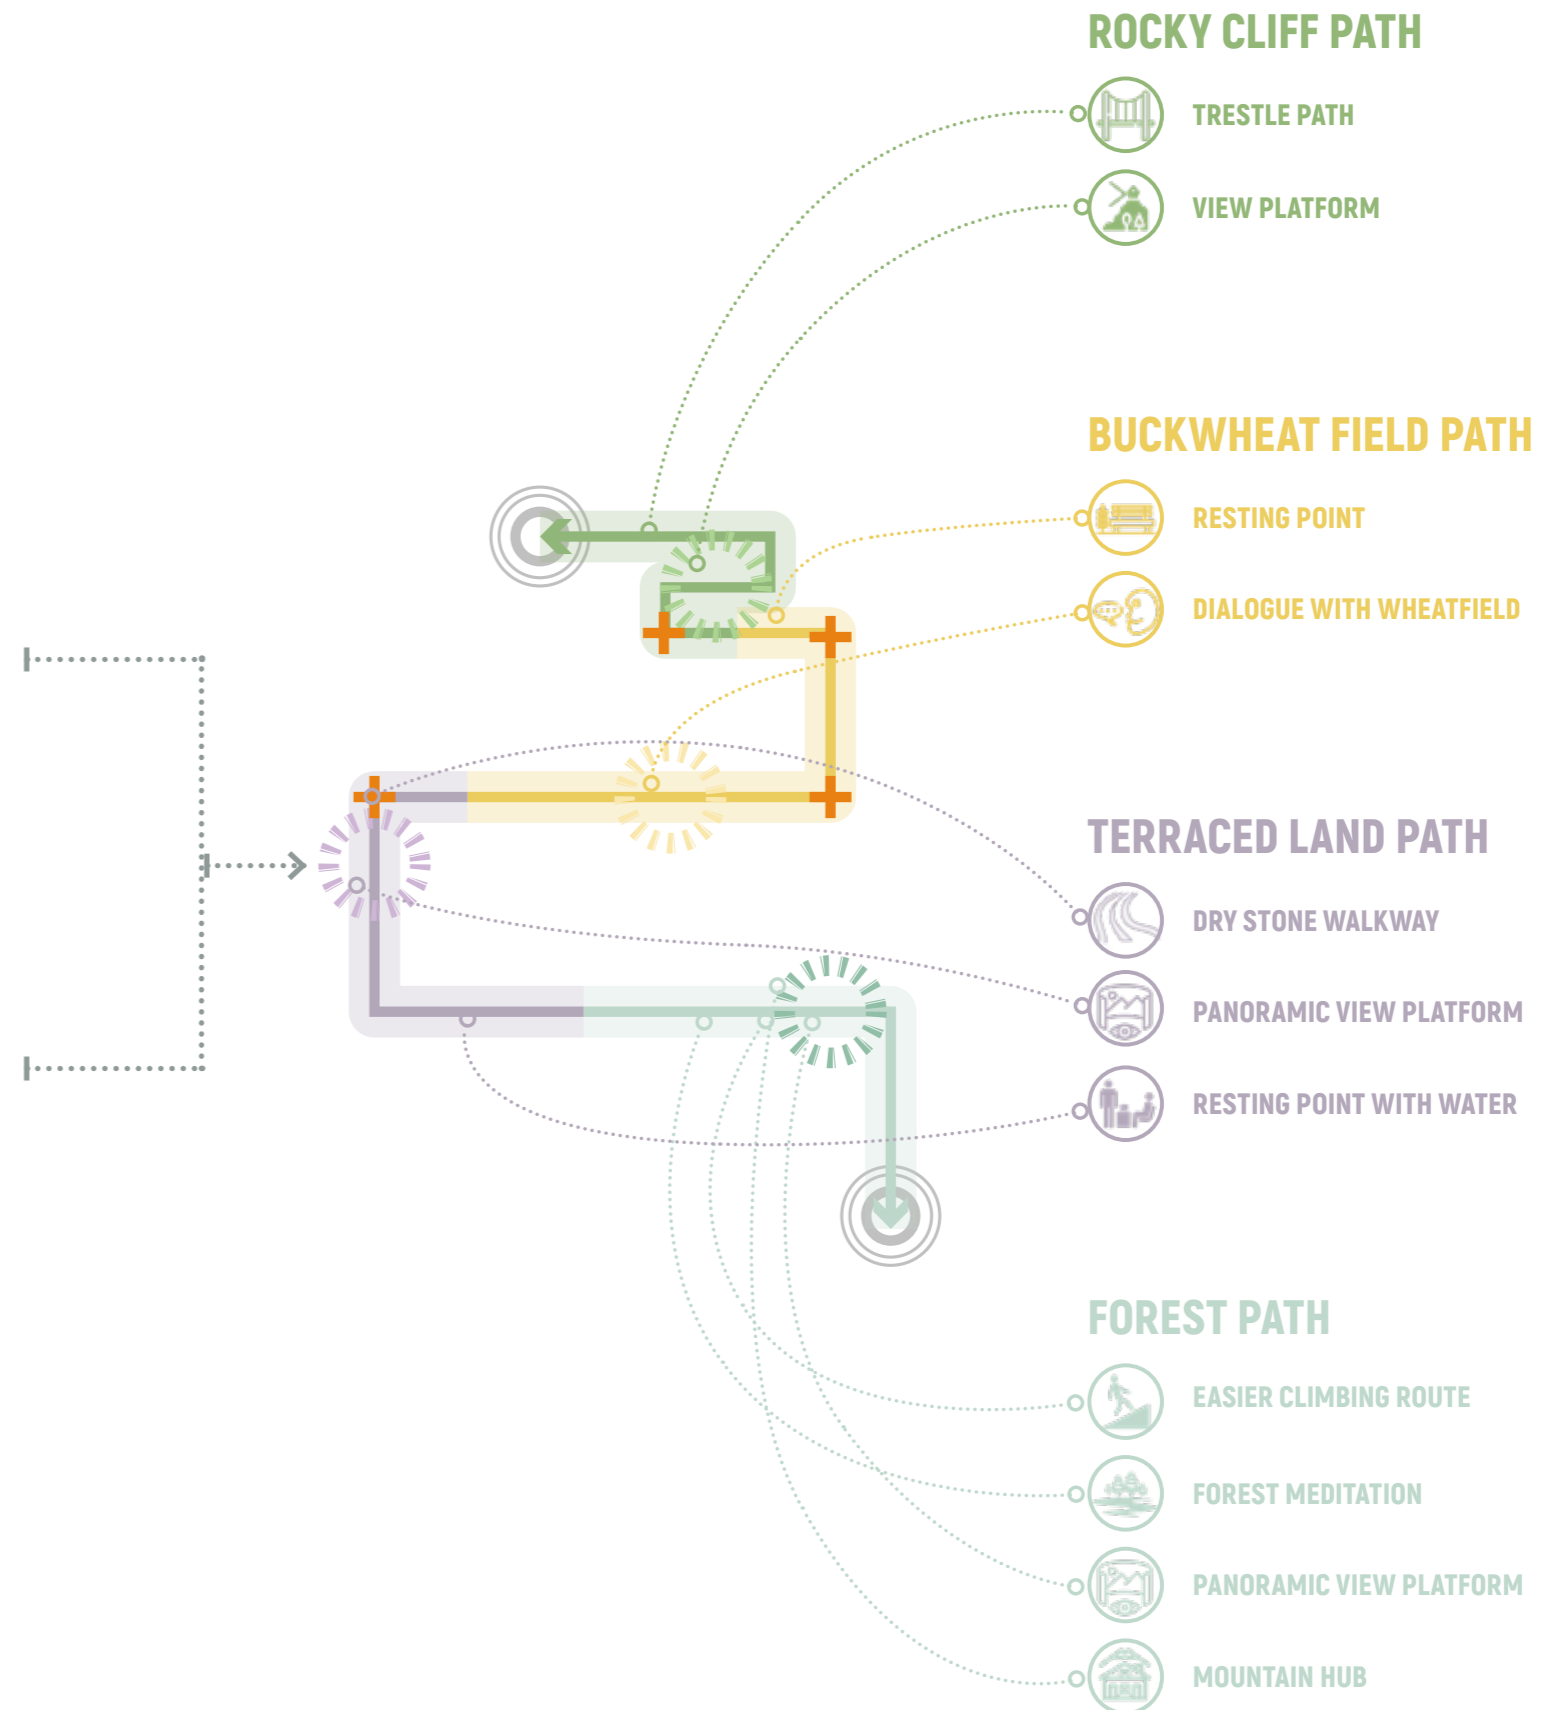 ROCKY CLIFF PATH
TRESTLE PATH
VIEW PLATFORM
BUCKWHEAT FIELD PATH
RESTING POINT
DIALOGUE WITH WHEATFIELD
TERRACED LAND PATH
DRY STONE WALKWAY
PANORAMIC VIEW PLATFORM
RESTING POINT WITH WATER
FOREST PATH
EASIER CLIMBING ROUTE
FOREST MEDITATION
PANORAMIC VIEW PLATFORM
MOUNTAIN HUB